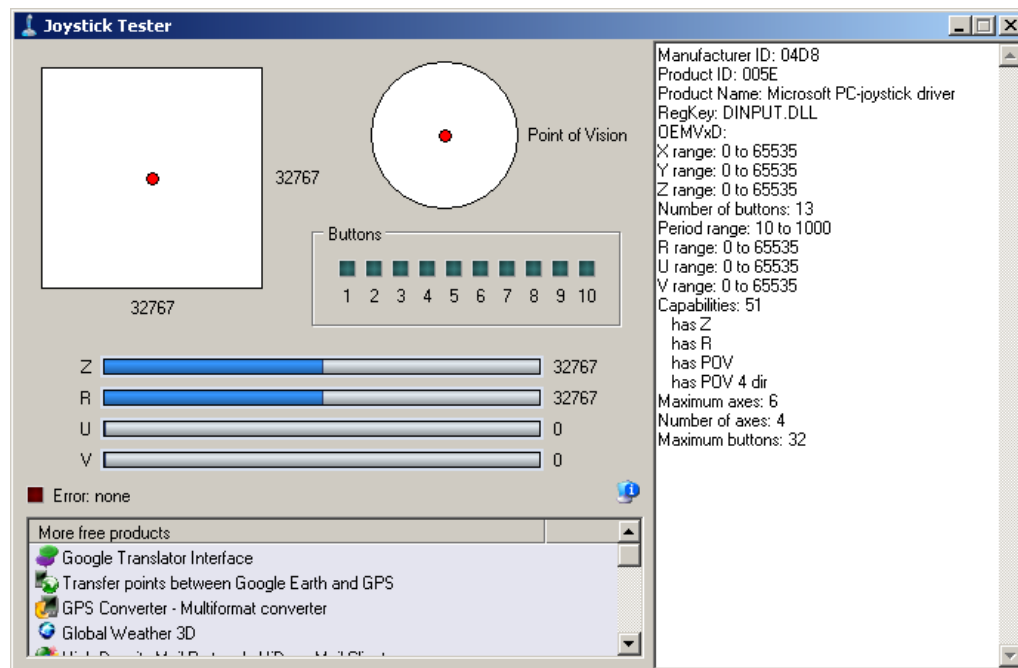 Joystick Tester
32767
32767
Point of Vision
Buttons
1 2 3 4 5 6 7 8 9 10
Z 32767
R 32767
U 0
V 0
Error: none
More free products
Google Translator Interface
Transfer points between Google Earth and GPS
GPS Converter - Multiformat converter
Global Weather 3D
Manufacturer ID: 04D8
Product ID: 005E
Product Name: Microsoft PC-joystick driver
RegKey: DINPUT.DLL
OEMVxD:
X range: 0 to 65535
Y range: 0 to 65535
Z range: 0 to 65535
Number of buttons: 13
Period range: 10 to 1000
R range: 0 to 65535
U range: 0 to 65535
V range: 0 to 65535
Capabilities: 51
has Z
has R
has POV
has POV 4 dir
Maximum axes: 6
Number of axes: 4
Maximum buttons: 32